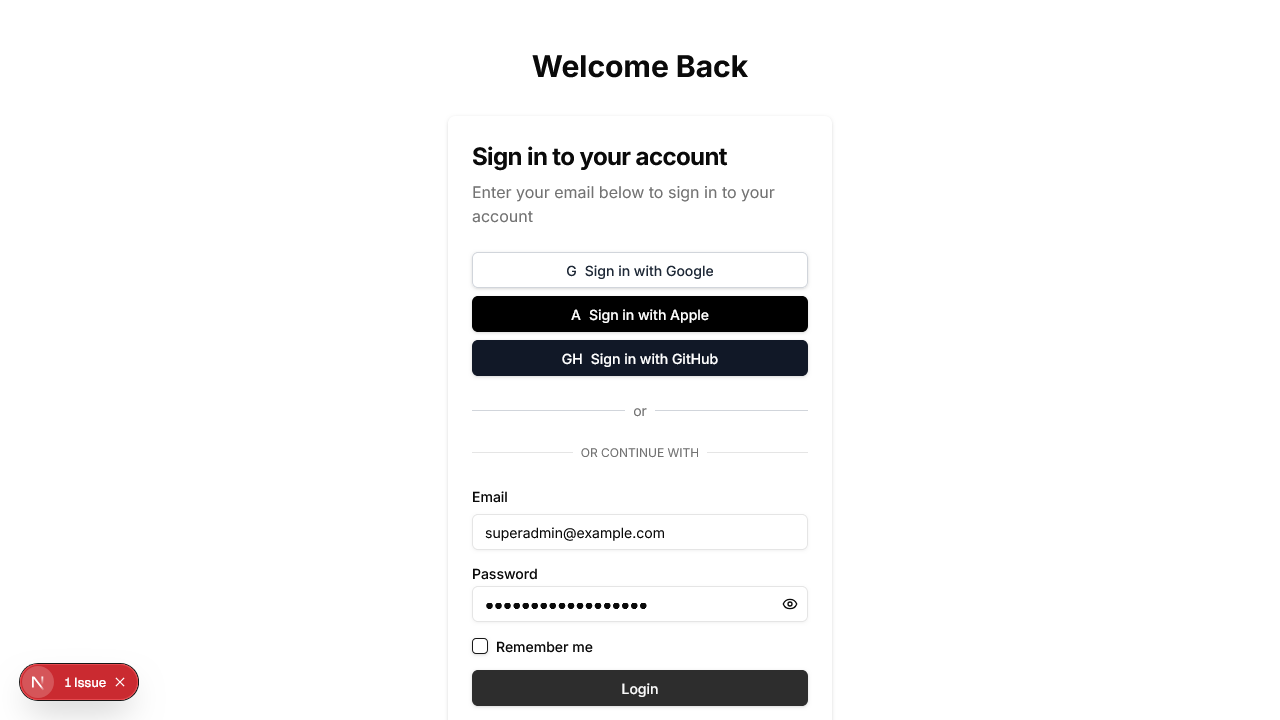 Welcome Back
Sign in to your account
Enter your email below to sign in to your
account
G Sign in with Google
A Sign in with Apple
GH Sign in with GitHub
or
OR CONTINUE WITH
Email
superadmin@example.com
Password
••••••••••••••••••
Remember me
Login
N 1 Issue